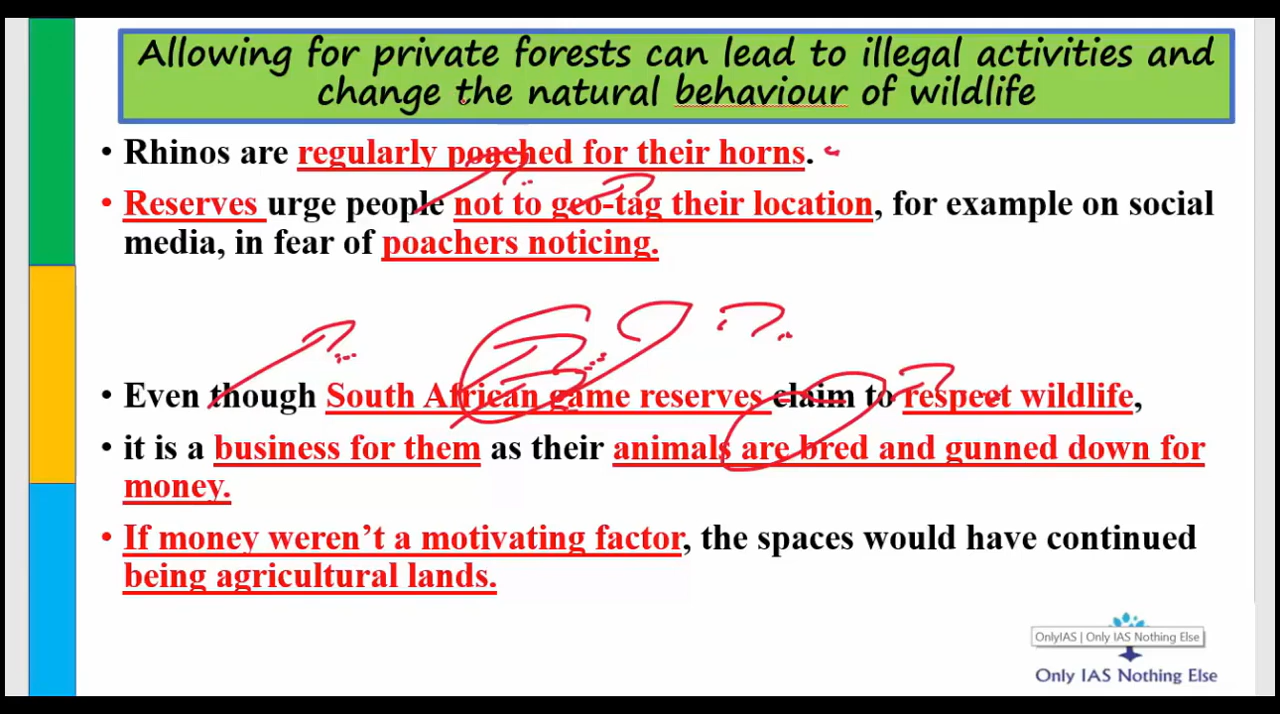 Allowing for private forests can lead to illegal activities and
change the natural behaviour of wildlife
• Rhinos are regularly poached for their horns.
• Reserves urge people not to geo-tag their location, for example on social
media, in fear of poachers noticing.
• Even though South African game reserves claim to respect wildlife,
• it is a business for them as their animals are bred and gunned down for
money.
• If money weren't a motivating factor, the spaces would have continued
being agricultural lands.
OnlyIAS | Only IAS Nothing Else
Only IAS Nothing Else